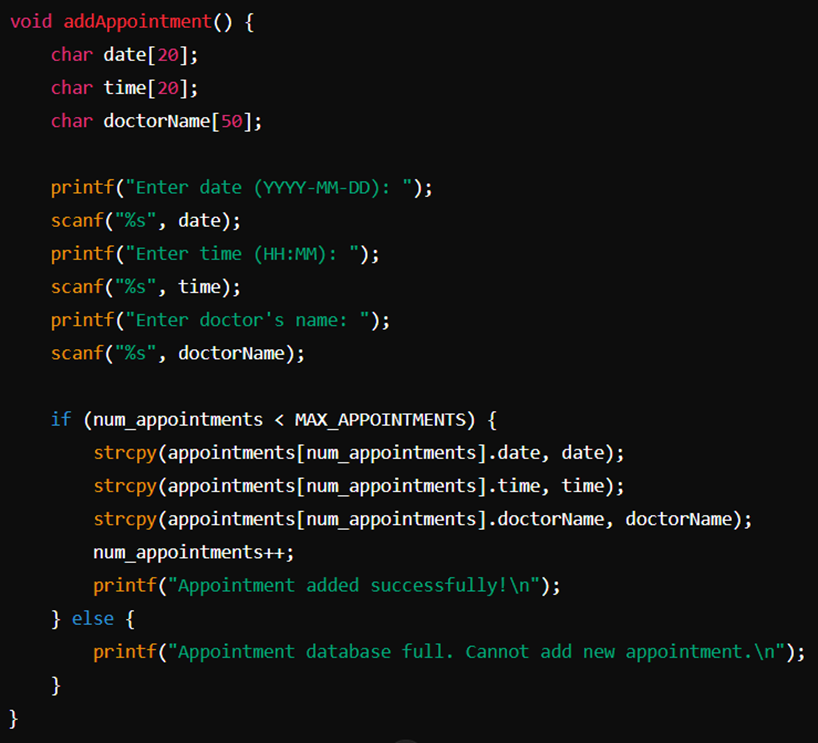 void addAppointment() {
    char date[20];
    char time[20];
    char doctorName[50];

    printf("Enter date (YYYY-MM-DD): ");
    scanf("%s", date);
    printf("Enter time (HH:MM): ");
    scanf("%s", time);
    printf("Enter doctor's name: ");
    scanf("%s", doctorName);

    if (num_appointments < MAX_APPOINTMENTS) {
        strcpy(appointments[num_appointments].date, date);
        strcpy(appointments[num_appointments].time, time);
        strcpy(appointments[num_appointments].doctorName, doctorName);
        num_appointments++;
        printf("Appointment added successfully!\n");
    } else {
        printf("Appointment database full. Cannot add new appointment.\n");
    }
}